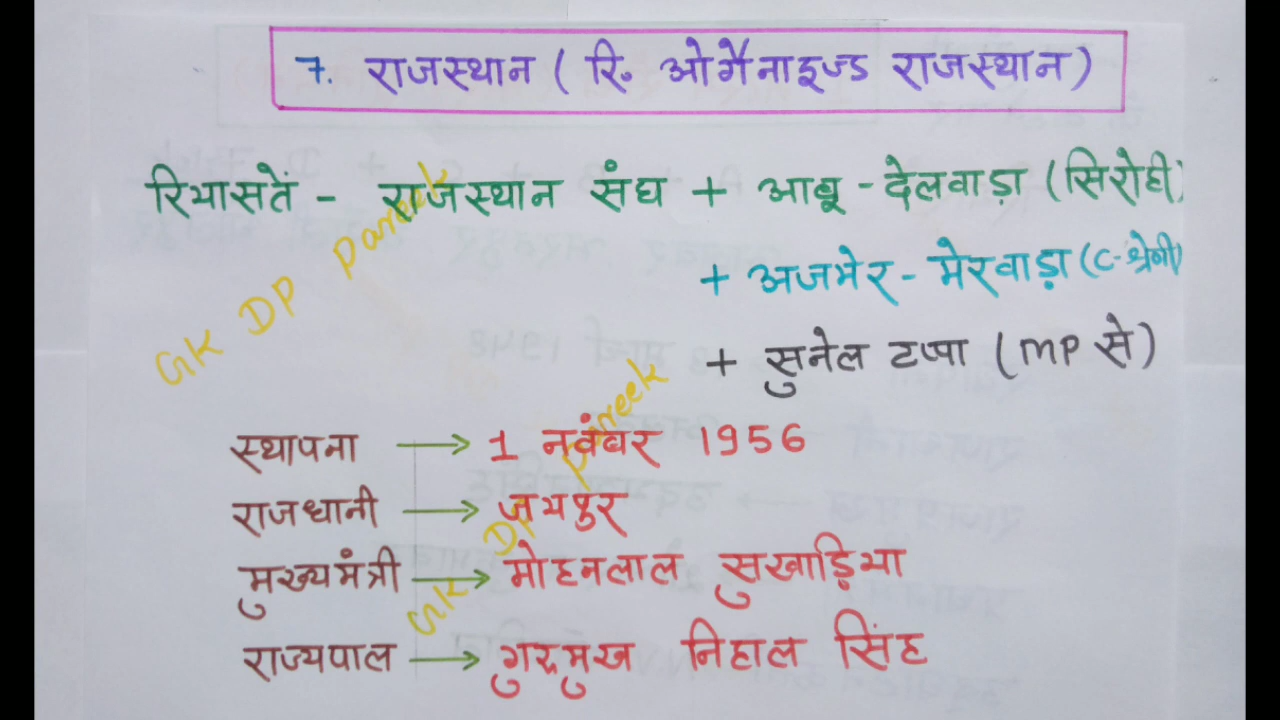 7. राजस्थान ( रि. ओर्गेनाइज्ड राजस्थान )
रियासतें - राजस्थान संघ + आबू - देलवाड़ा (सिरोही)
+ अजमेर - मेरवाड़ा (C-श्रेणी)
+ सुनेल टप्पा (MP से)
स्थापना → 1 नवंबर 1956
राजधानी → जयपुर
मुख्यमंत्री → मोहनलाल सुखाड़िया
राज्यपाल → गुरुमुख निहाल सिंह
GK DP Pareek
GK DP Pareek